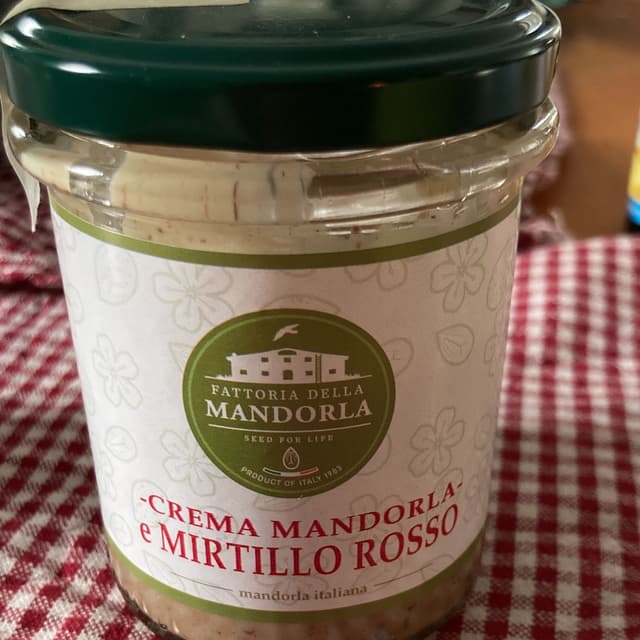 FATTORIA DELLA
MANDORLA
SEED FOR LIFE
PRODUCT OF ITALY 1983
-CREMA MANDORLA-
e MIRTILLO ROSSO
mandorla italiana